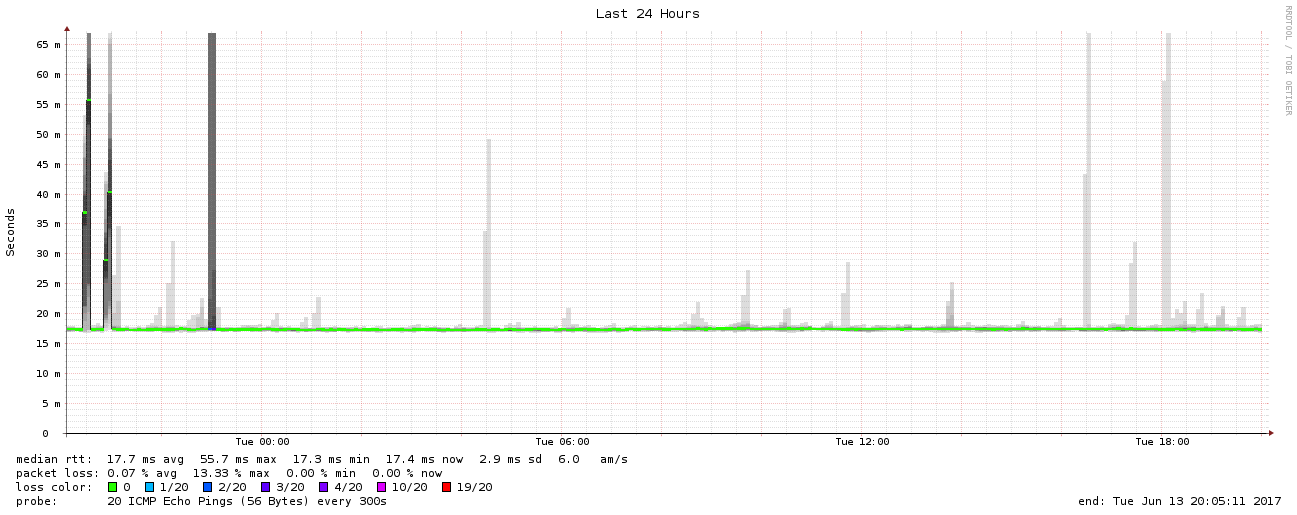 Last 24 Hours
RRDTOOL / TOBI OETIKER
Seconds
65 m
60 m
55 m
50 m
45 m
40 m
35 m
30 m
25 m
20 m
15 m
10 m
5 m
0
Tue 00:00 Tue 06:00 Tue 12:00 Tue 18:00
median rtt: 17.7 ms avg 55.7 ms max 17.3 ms min 17.4 ms now 2.9 ms sd 6.0 am/s
packet loss: 0.07 % avg 13.33 % max 0.00 % min 0.00 % now
loss color: 0 1/20 2/20 3/20 4/20 10/20 19/20
probe: 20 ICMP Echo Pings (56 Bytes) every 300s end: Tue Jun 13 20:05:11 2017